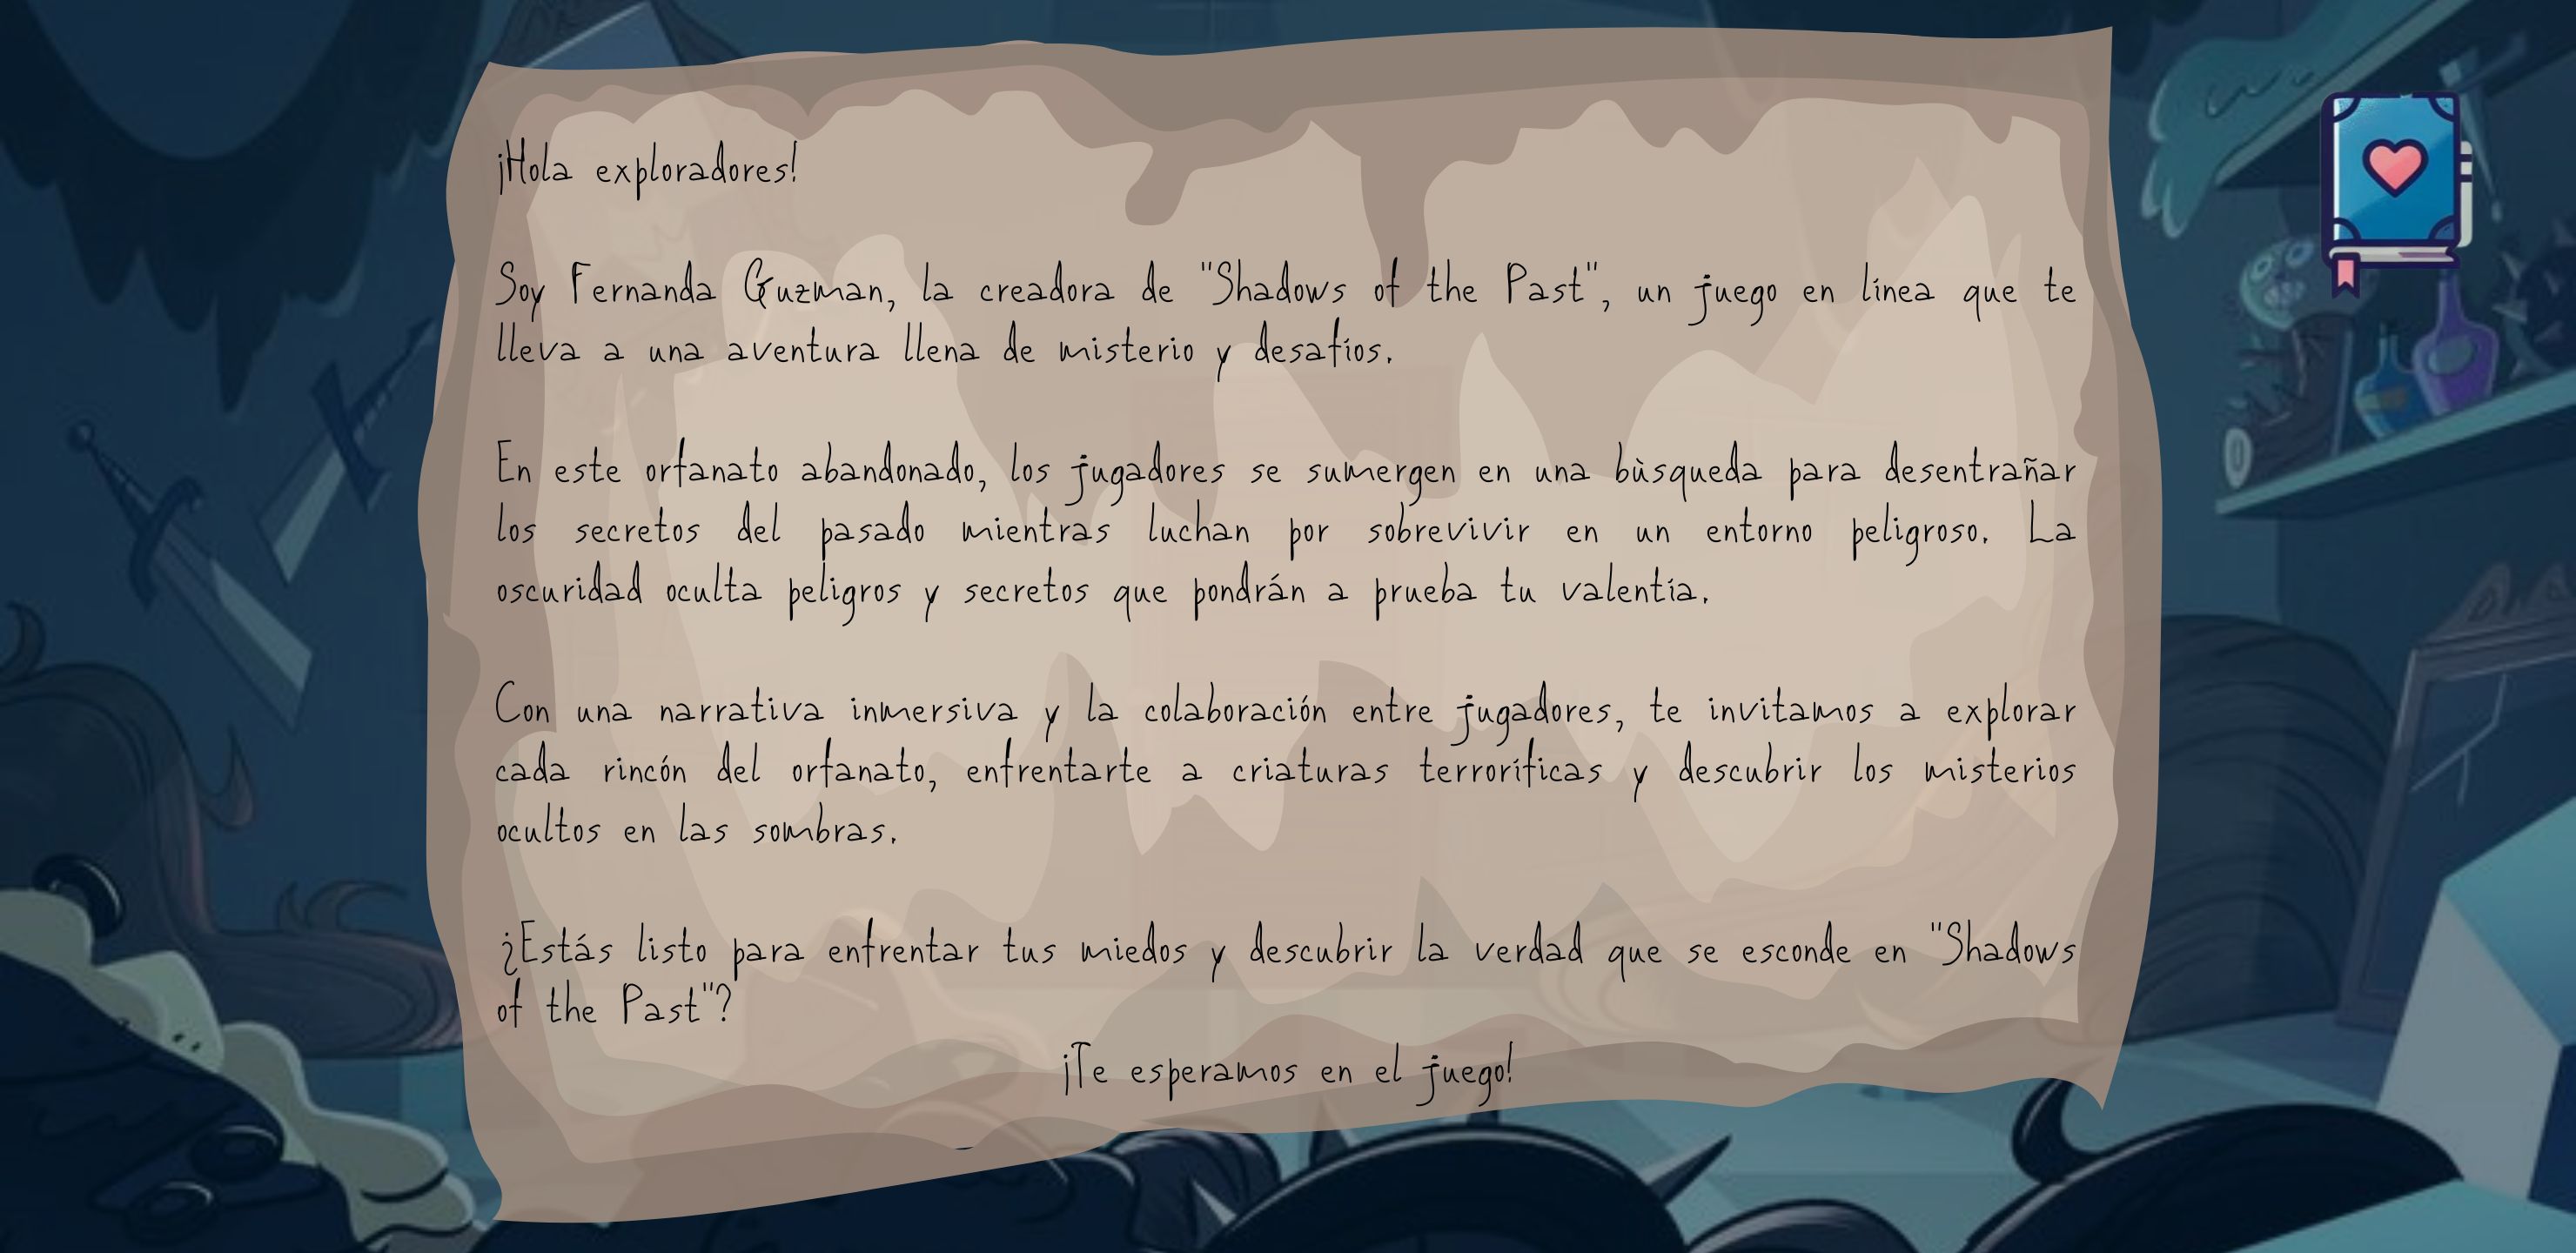 ¡Hola exploradores!
Soy Fernanda Guzman, la creadora de "Shadows of the Past", un juego en línea que te
lleva a una aventura llena de misterio y desafíos.
En este orfanato abandonado, los jugadores se sumergen en una bùsqueda para desentrañar
los secretos del pasado mientras luchan por sobrevivir en un entorno peligroso. La
oscuridad oculta peligros y secretos que pondrán a prueba tu valentía.
Con una narrativa inmersiva y la colaboración entre jugadores, te invitamos a explorar
cada rincón del orfanato, enfrentarte a criaturas terroríficas y descubrir los misterios
ocultos en las sombras.
¿Estás listo para enfrentar tus miedos y descubrir la verdad que se esconde en "Shadows
of the Past"?
¡Te esperamos en el juego!